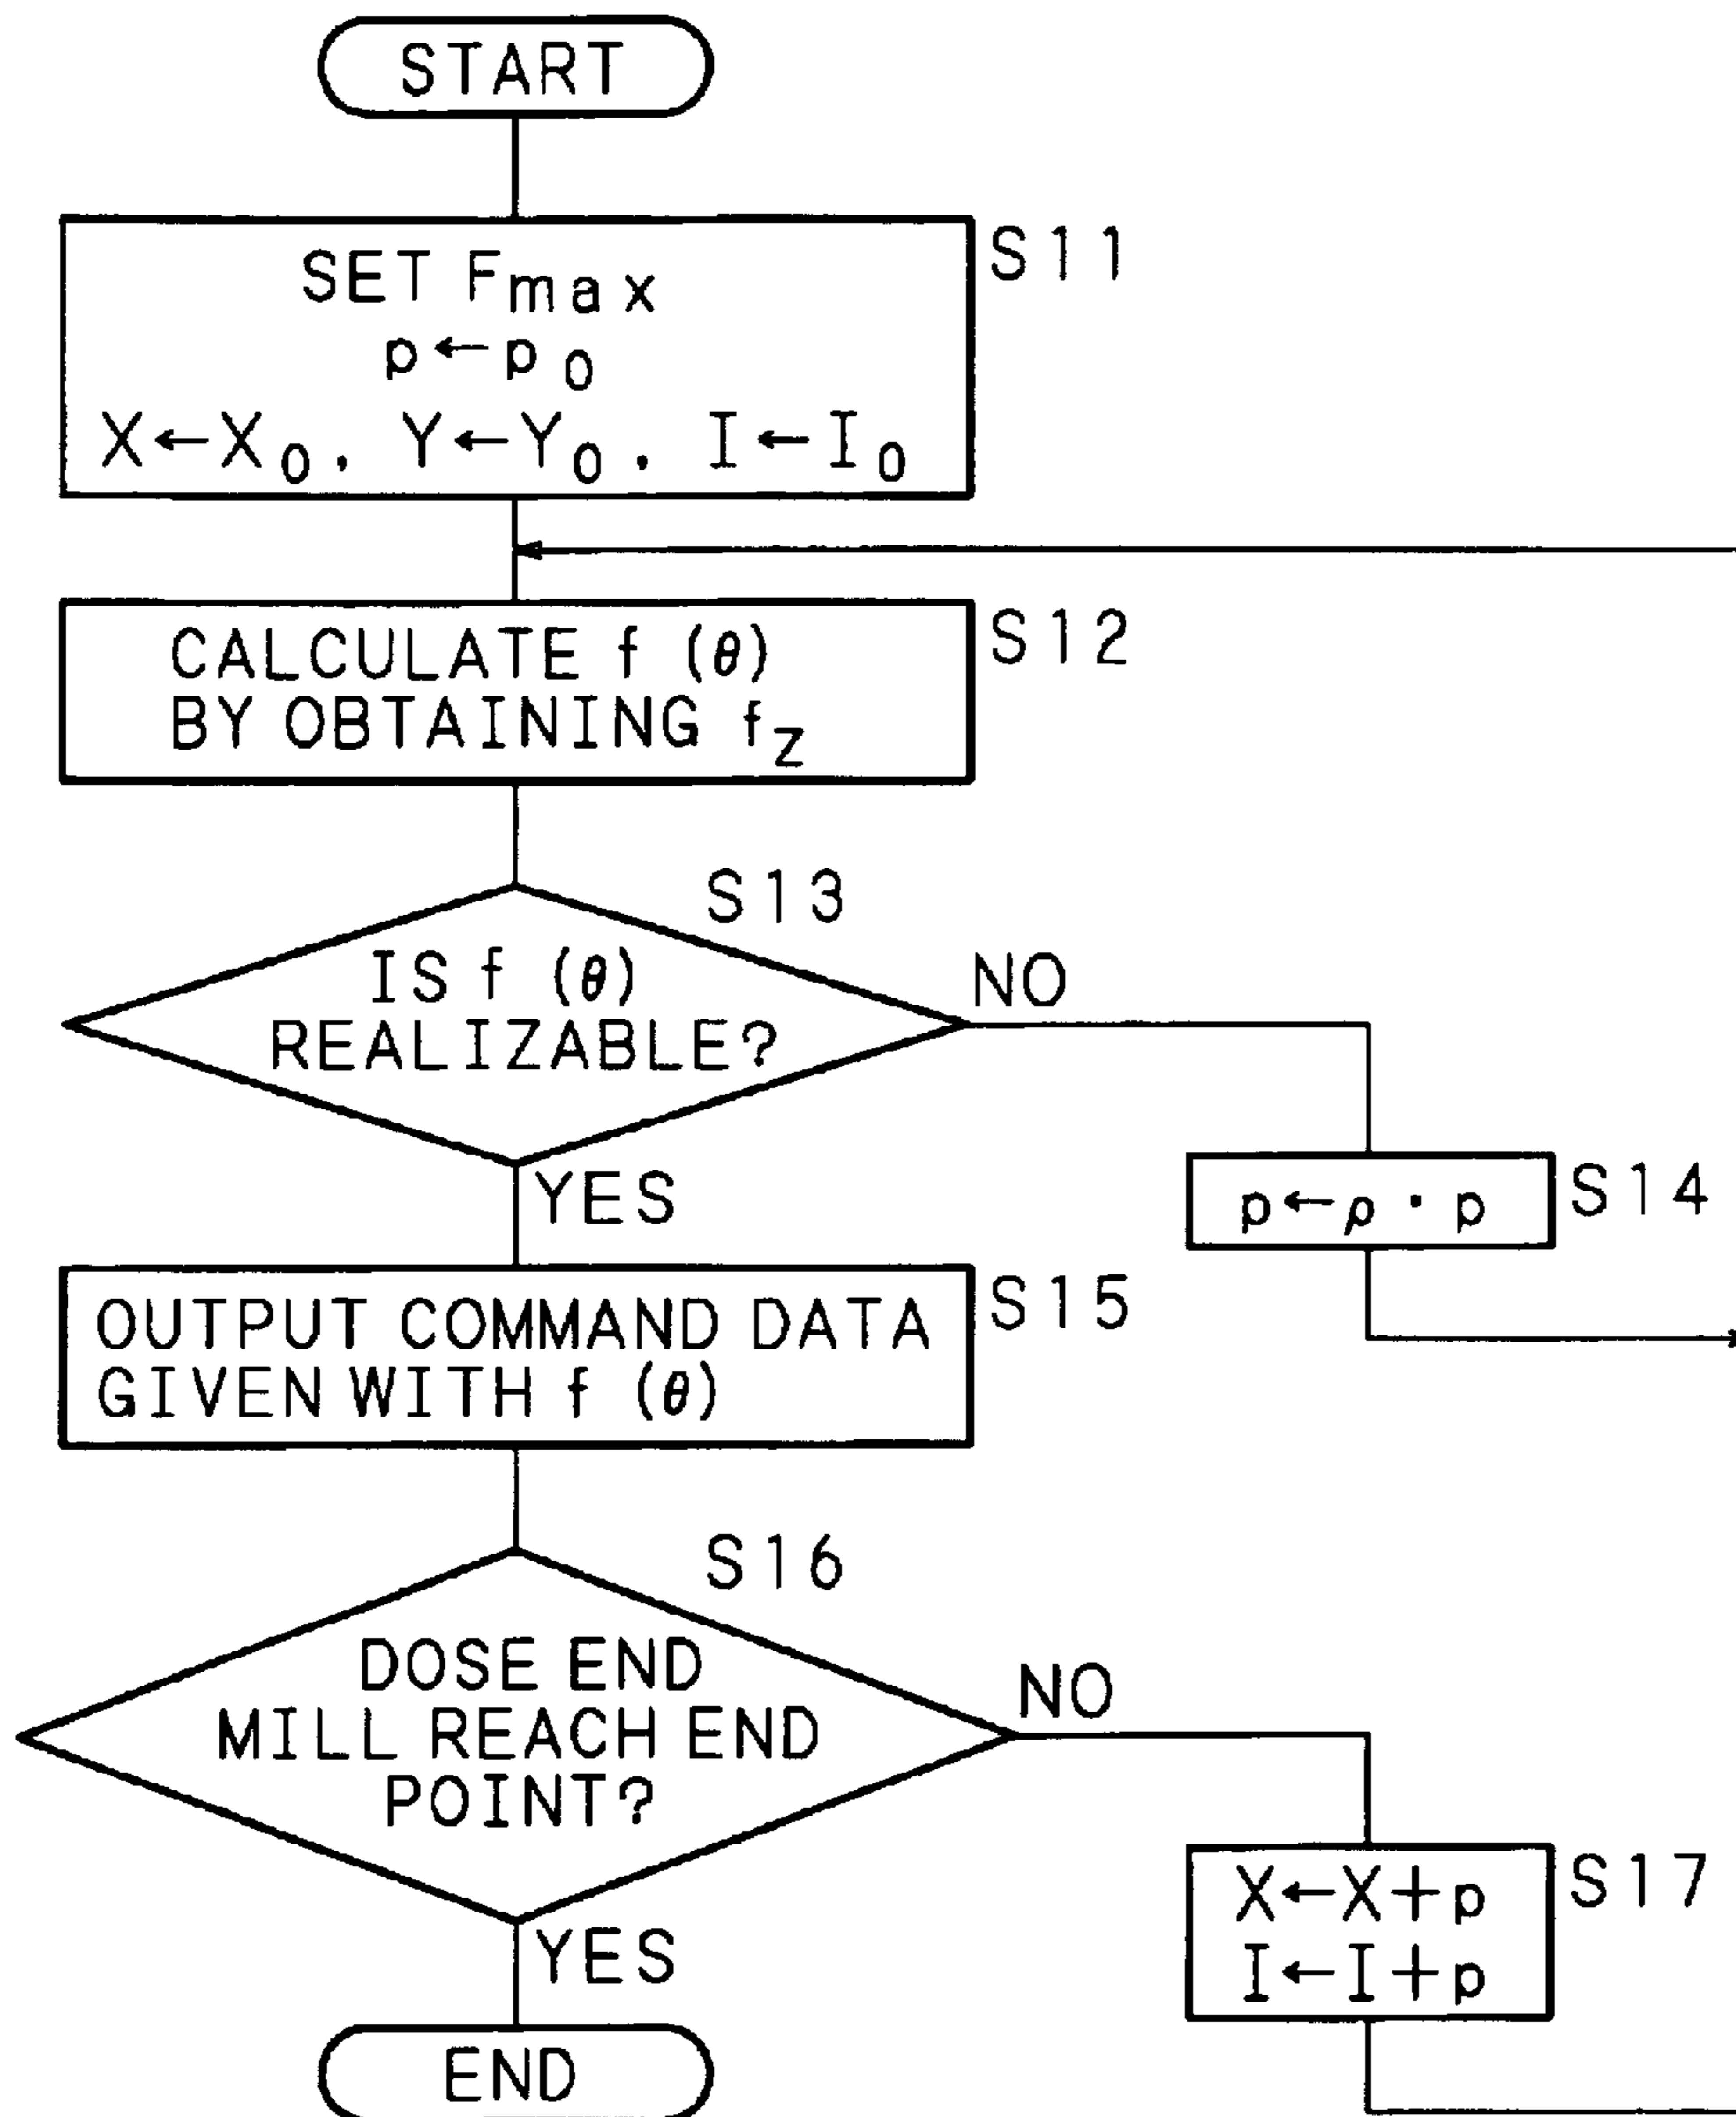 START
S11
SET Fmax
p←p0
X←X0, Y←Y0, I←I0
S12
CALCULATE f (θ)
BY OBTAINING fz
S13
IS f (θ)
REALIZABLE?
NO
YES
S14
p←ρ・p
S15
OUTPUT COMMAND DATA
GIVEN WITH f (θ)
S16
DOSE END
MILL REACH END
POINT?
NO
YES
S17
X←X+p
I←I+p
END